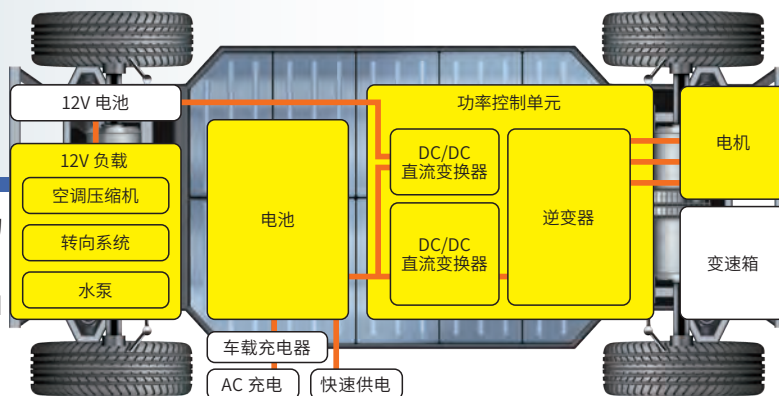 12V 电池
12V 负载
空调压缩机
转向系统
水泵
电池
车载充电器
AC 充电
快速供电
功率控制单元
DC/DC
直流变换器
DC/DC
直流变换器
逆变器
电机
变速箱